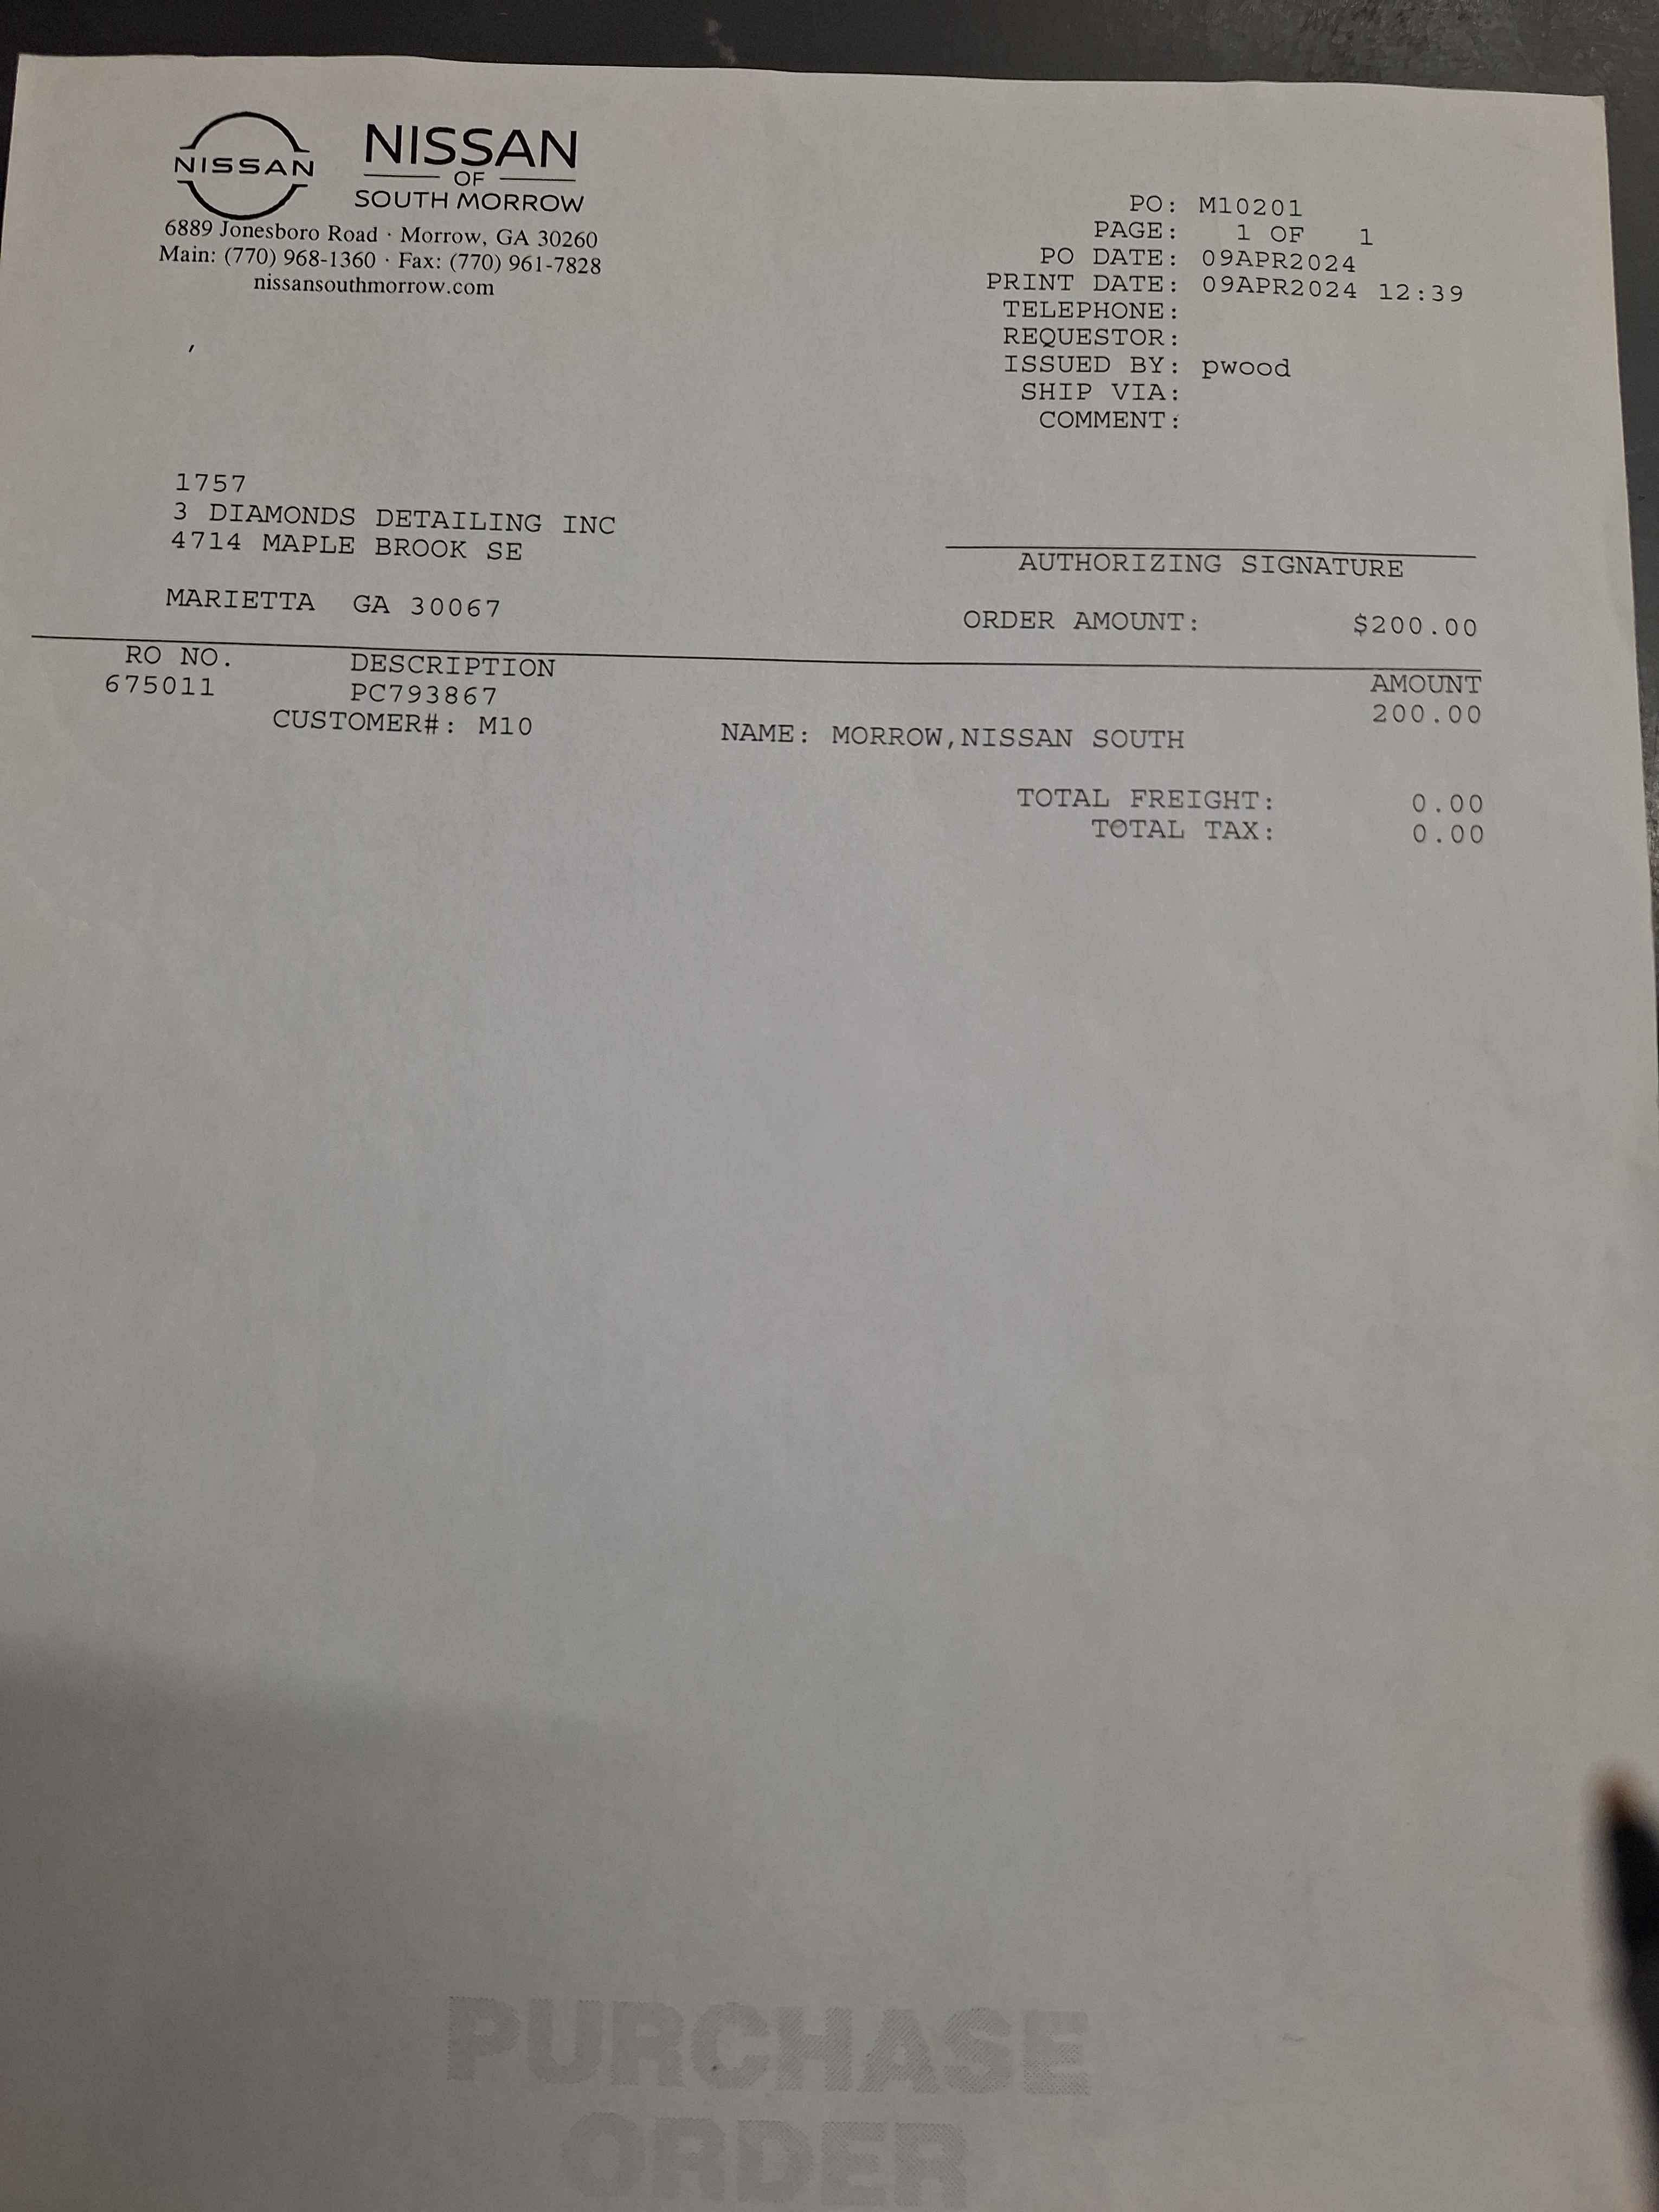 NISSAN
NISSAN
OF
SOUTH MORROW
6889 Jonesboro Road · Morrow, GA 30260
Main: (770) 968-1360 · Fax: (770) 961-7828
nissansouthmorrow.com
PO: M10201
PAGE: 1 OF 1
PO DATE: 09APR2024
PRINT DATE: 09APR2024 12:39
TELEPHONE:
REQUESTOR:
ISSUED BY: pwood
SHIP VIA:
COMMENT:
,
1757
3 DIAMONDS DETAILING INC
4714 MAPLE BROOK SE
MARIETTA GA 30067
AUTHORIZING SIGNATURE
ORDER AMOUNT: $200.00
RO NO. DESCRIPTION AMOUNT
675011 PC793867 200.00
CUSTOMER#: M10 NAME: MORROW,NISSAN SOUTH
TOTAL FREIGHT: 0.00
TOTAL TAX: 0.00
PURCHASE
ORDER